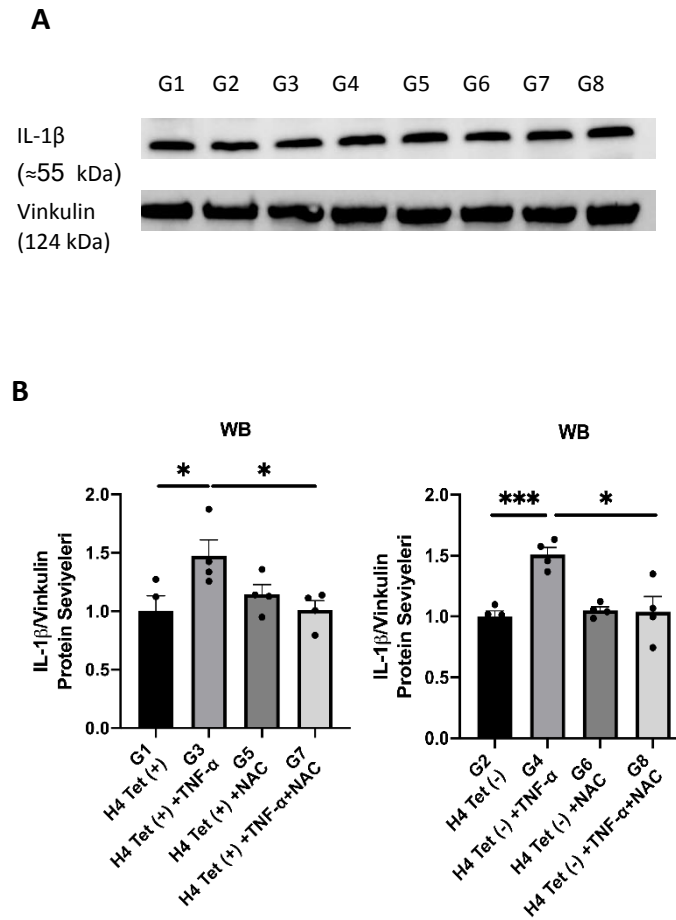 A
G1 G2 G3 G4 G5 G6 G7 G8
IL-1β
(≈55 kDa)
Vinkulin
(124 kDa)
B
WB
* *
2.0
1.5
1.0
0.5
0.0
IL-1β/Vinkulin
Protein Seviyeleri
G1
H4 Tet (+)
G3
H4 Tet (+) +TNF-α
G5
H4 Tet (+) +NAC
G7
H4 Tet (+) +TNF-α+NAC
WB
*** *
2.0
1.5
1.0
0.5
0.0
IL-1β/Vinkulin
Protein Seviyeleri
G2
H4 Tet (-)
G4
H4 Tet (-) +TNF-α
G6
H4 Tet (-) +NAC
G8
H4 Tet (-) +TNF-α+NAC